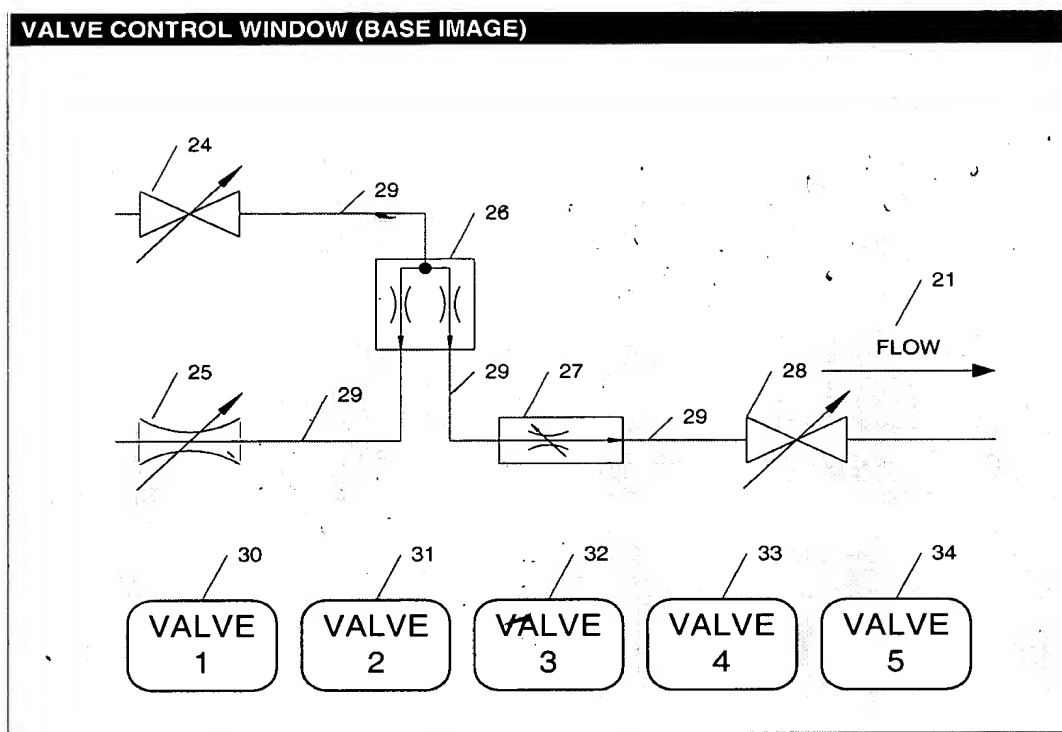 VALVE CONTROL WINDOW (BASE IMAGE)
24
29
26
21
FLOW
25
29
29
27
28
29
30
31
32
33
34
VALVE
1
VALVE
2
VALVE
3
VALVE
4
VALVE
5